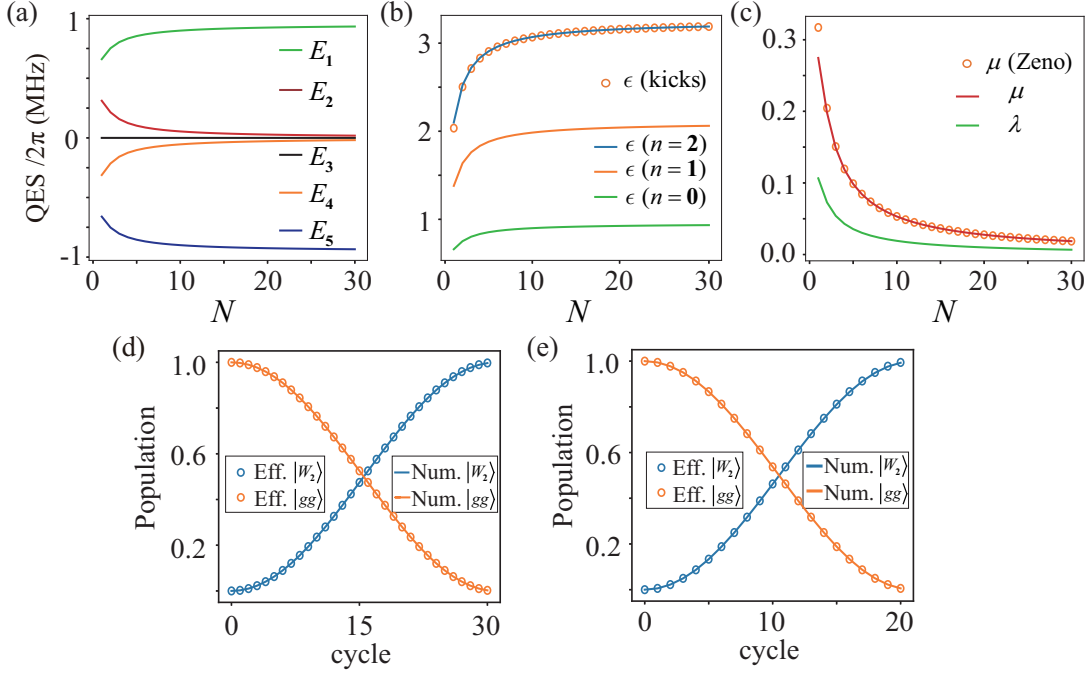 (a)
QES /2π (MHz)
1
0
-1
E1
E2
E3
E4
E5
0 10 20 30
N
(b)
3
2
1
ϵ (kicks)
ϵ (n = 2)
ϵ (n = 1)
ϵ (n = 0)
0 10 20 30
N
(c)
0.3
0.2
0.1
0.0
μ (Zeno)
μ
λ
0 10 20 30
N
(d)
Population
1.0
0.6
0.2
Eff. |W2⟩
Eff. |gg⟩
Num. |W2⟩
Num. |gg⟩
0 15 30
cycle
(e)
Population
1.0
0.6
0.2
Eff. |W2⟩
Eff. |gg⟩
Num. |W2⟩
Num. |gg⟩
0 10 20
cycle